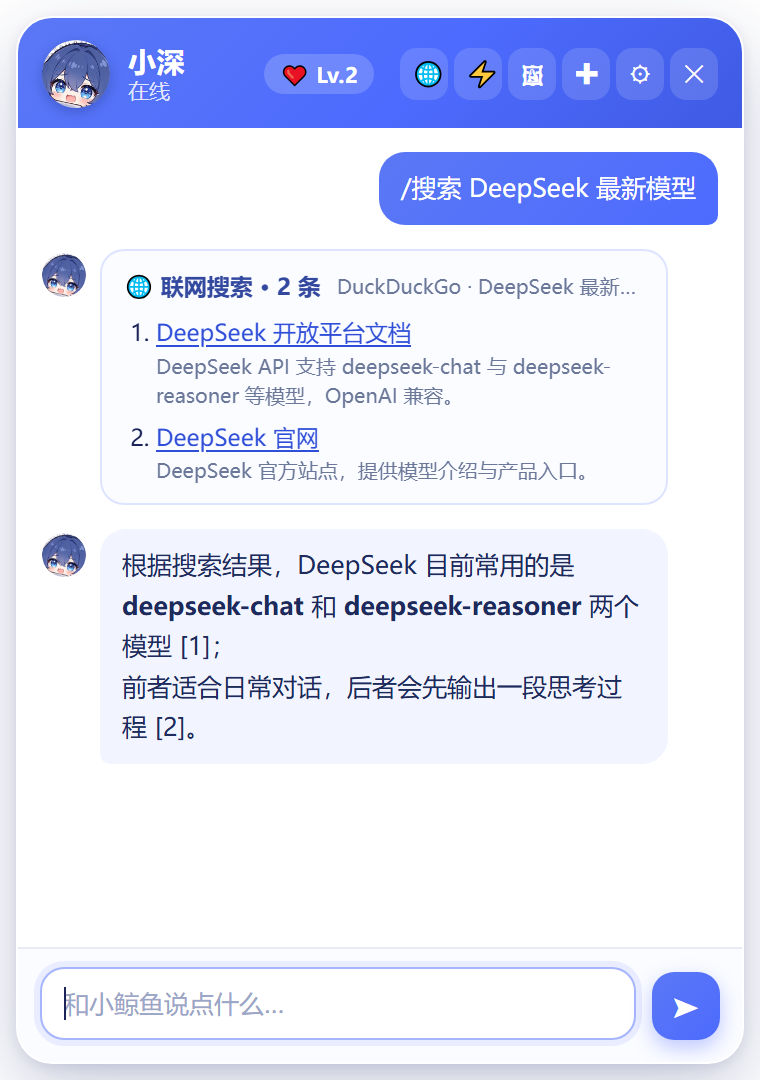 小深
在线
Lv.2
/搜索 DeepSeek 最新模型
联网搜索 • 2 条 DuckDuckGo · DeepSeek 最新...
1. DeepSeek 开放平台文档
DeepSeek API 支持 deepseek-chat 与 deepseek-
reasoner 等模型，OpenAI 兼容。
2. DeepSeek 官网
DeepSeek 官方站点，提供模型介绍与产品入口。
根据搜索结果，DeepSeek 目前常用的是
deepseek-chat 和 deepseek-reasoner 两个
模型 [1]；
前者适合日常对话，后者会先输出一段思考过
程 [2]。
和小鲸鱼说点什么...